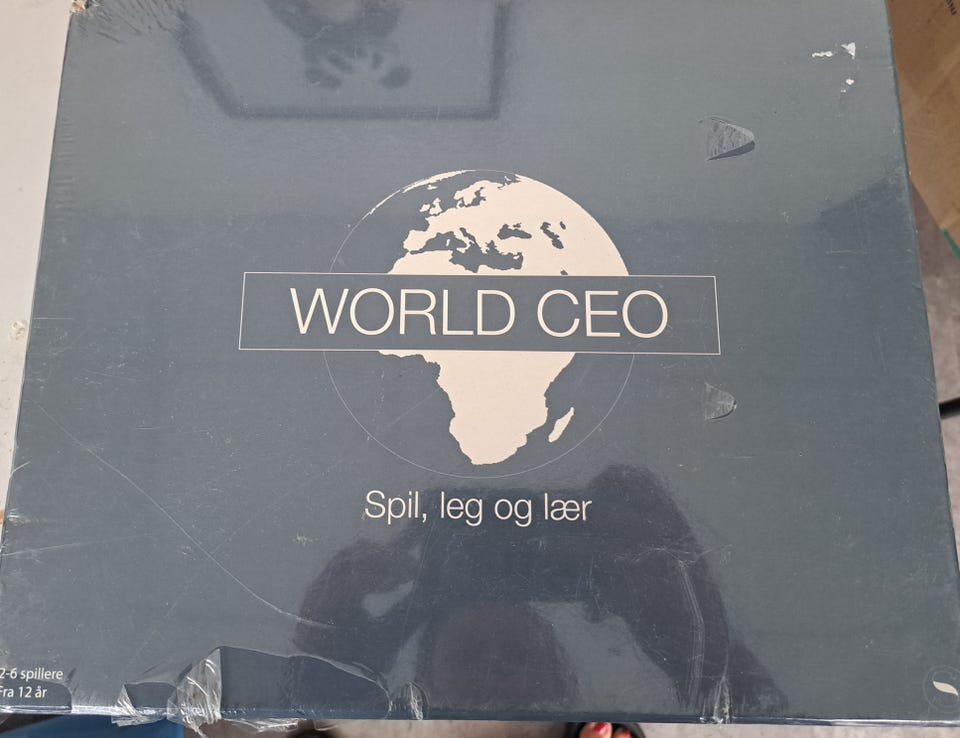 WORLD CEO
Spil, leg og lær
2-6 spillere
Fra 12 år